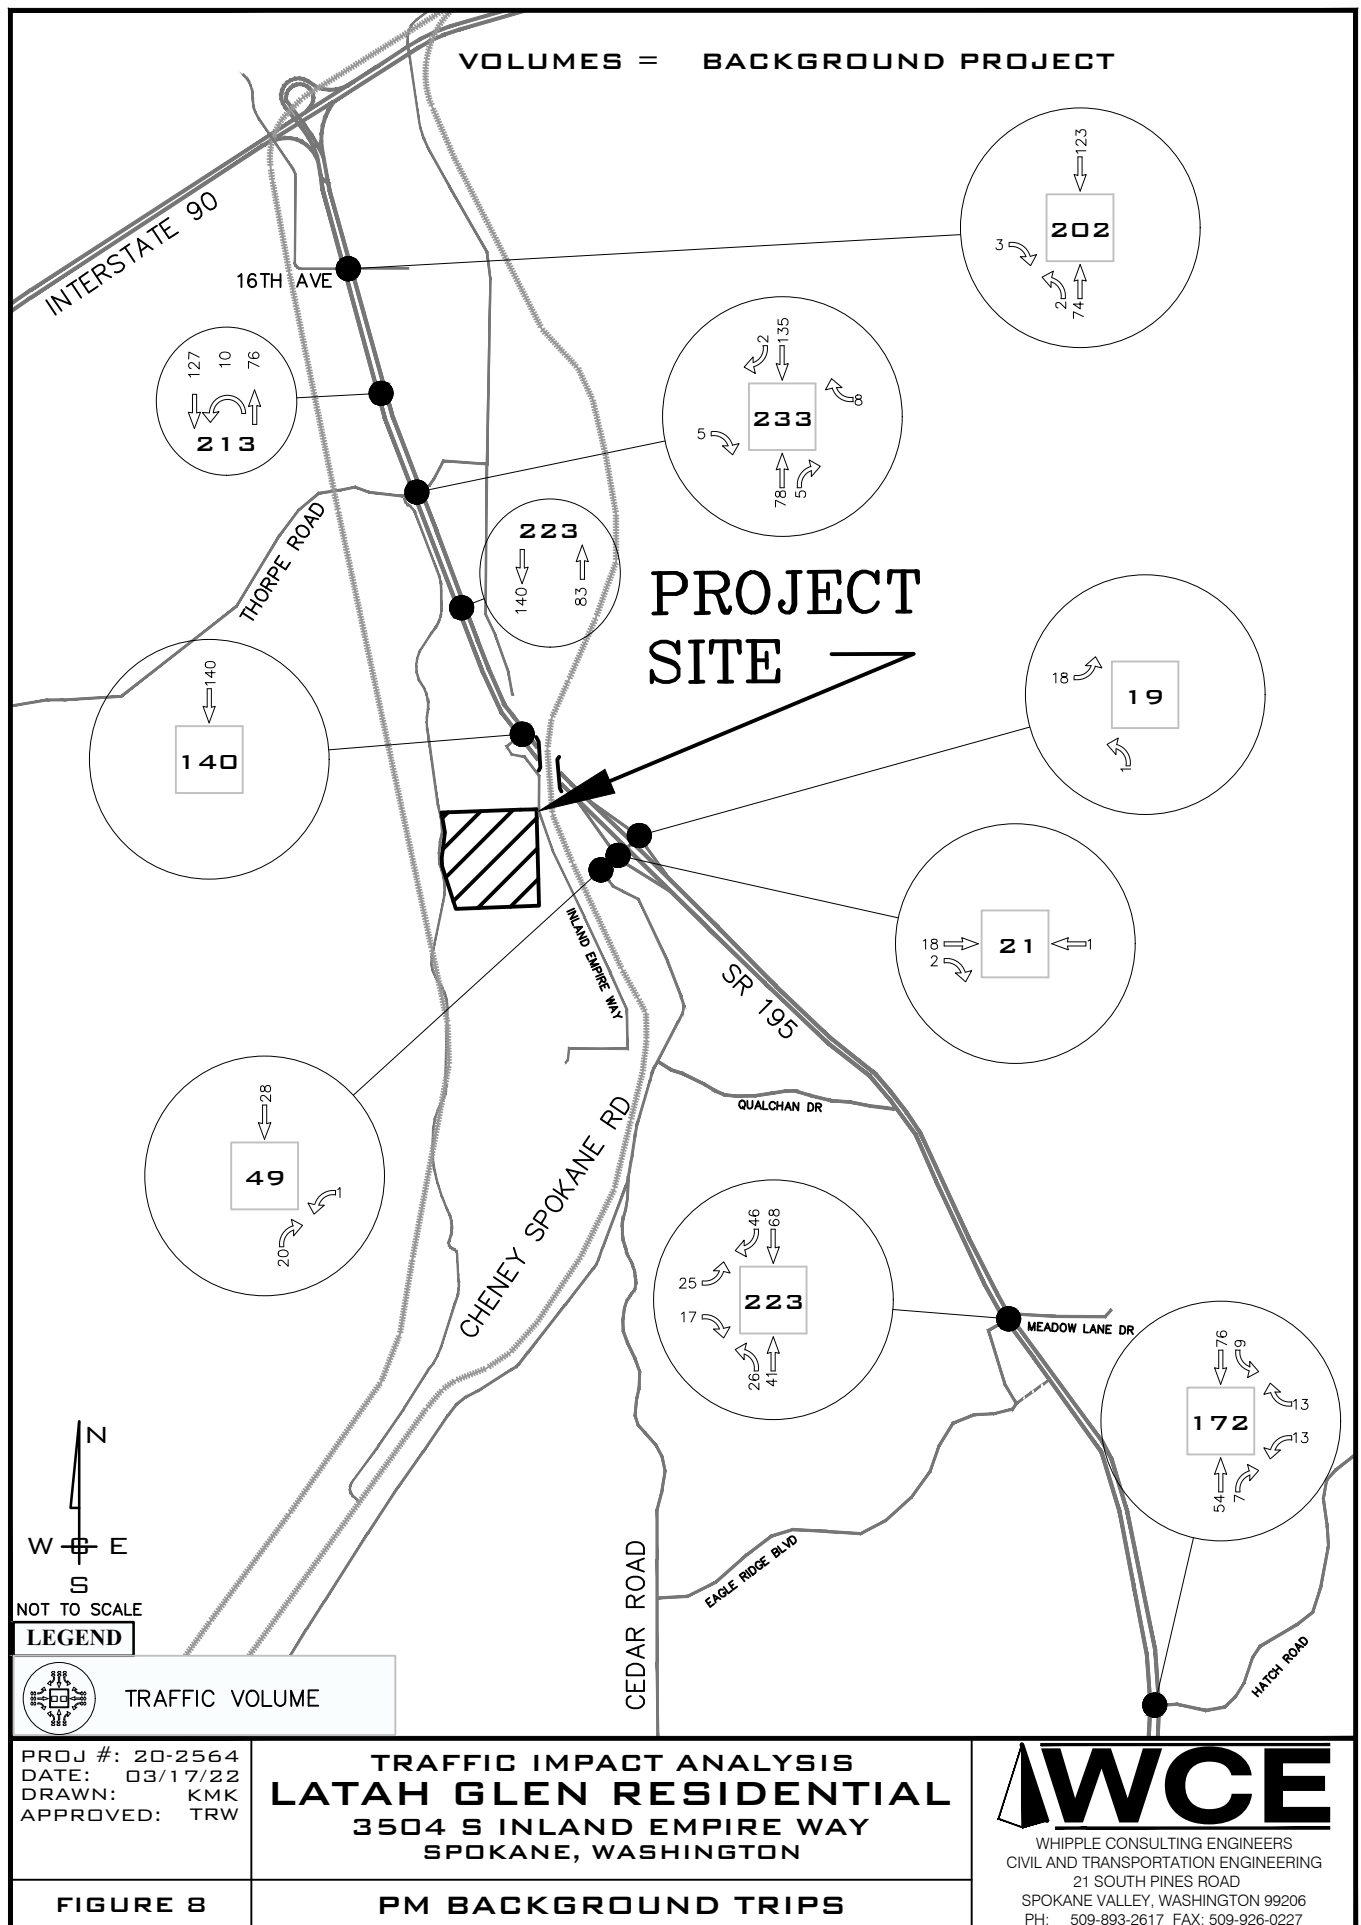 VOLUMES = BACKGROUND PROJECT
123
202
3
2
74
INTERSTATE 90
16TH AVE
127 10 76
213
2
135
8
233
5
78
5
THORPE ROAD
223
140
83
PROJECT
SITE
140
140
18
19
1
18
2
21
1
INLAND EMPIRE WAY
SR 195
28
49
1
20
QUALCHAN DR
CHENEY SPOKANE RD
46
68
25
223
17
26
41
MEADOW LANE DR
76
9
13
172
13
54
7
N
W E
S
NOT TO SCALE
LEGEND
TRAFFIC VOLUME
CEDAR ROAD
EAGLE RIDGE BLVD
HATCH ROAD
PROJ #: 20-2564
DATE: 03/17/22
DRAWN: KMK
APPROVED: TRW
FIGURE 8
TRAFFIC IMPACT ANALYSIS
LATAH GLEN RESIDENTIAL
3504 S INLAND EMPIRE WAY
SPOKANE, WASHINGTON
PM BACKGROUND TRIPS
WCE
WHIPPLE CONSULTING ENGINEERS
CIVIL AND TRANSPORTATION ENGINEERING
21 SOUTH PINES ROAD
SPOKANE VALLEY, WASHINGTON 99206
PH: 509-893-2617 FAX: 509-926-0227